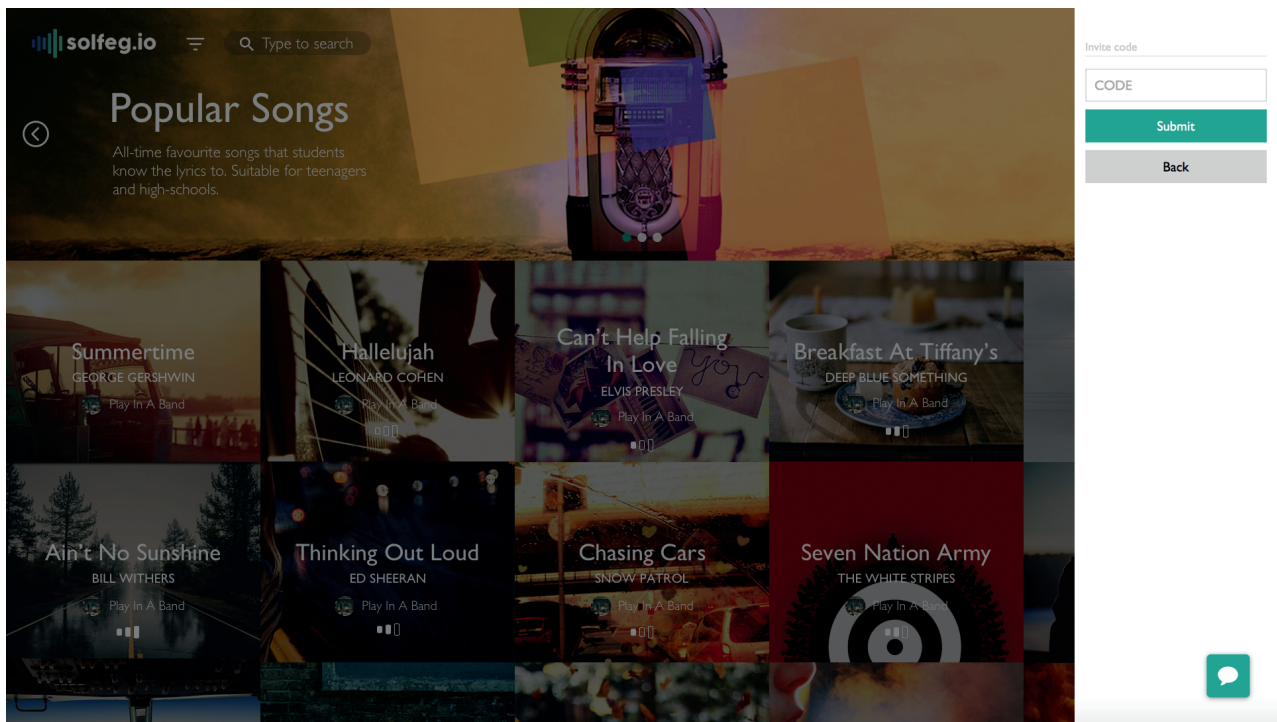 solfeg.io
Type to search
Popular Songs
All-time favourite songs that students
know the lyrics to. Suitable for teenagers
and high-schools.
Invite code
CODE
Submit
Back
Summertime
GEORGE GERSHWIN
Play In A Band
Hallelujah
LEONARD COHEN
Play In A Band
Can't Help Falling
In Love
ELVIS PRESLEY
Play In A Band
Breakfast At Tiffany's
DEEP BLUE SOMETHING
Play In A Band
Ain't No Sunshine
BILL WITHERS
Play In A Band
Thinking Out Loud
ED SHEERAN
Play In A Band
Chasing Cars
SNOW PATROL
Play In A Band
Seven Nation Army
THE WHITE STRIPES
Play In A Band
you